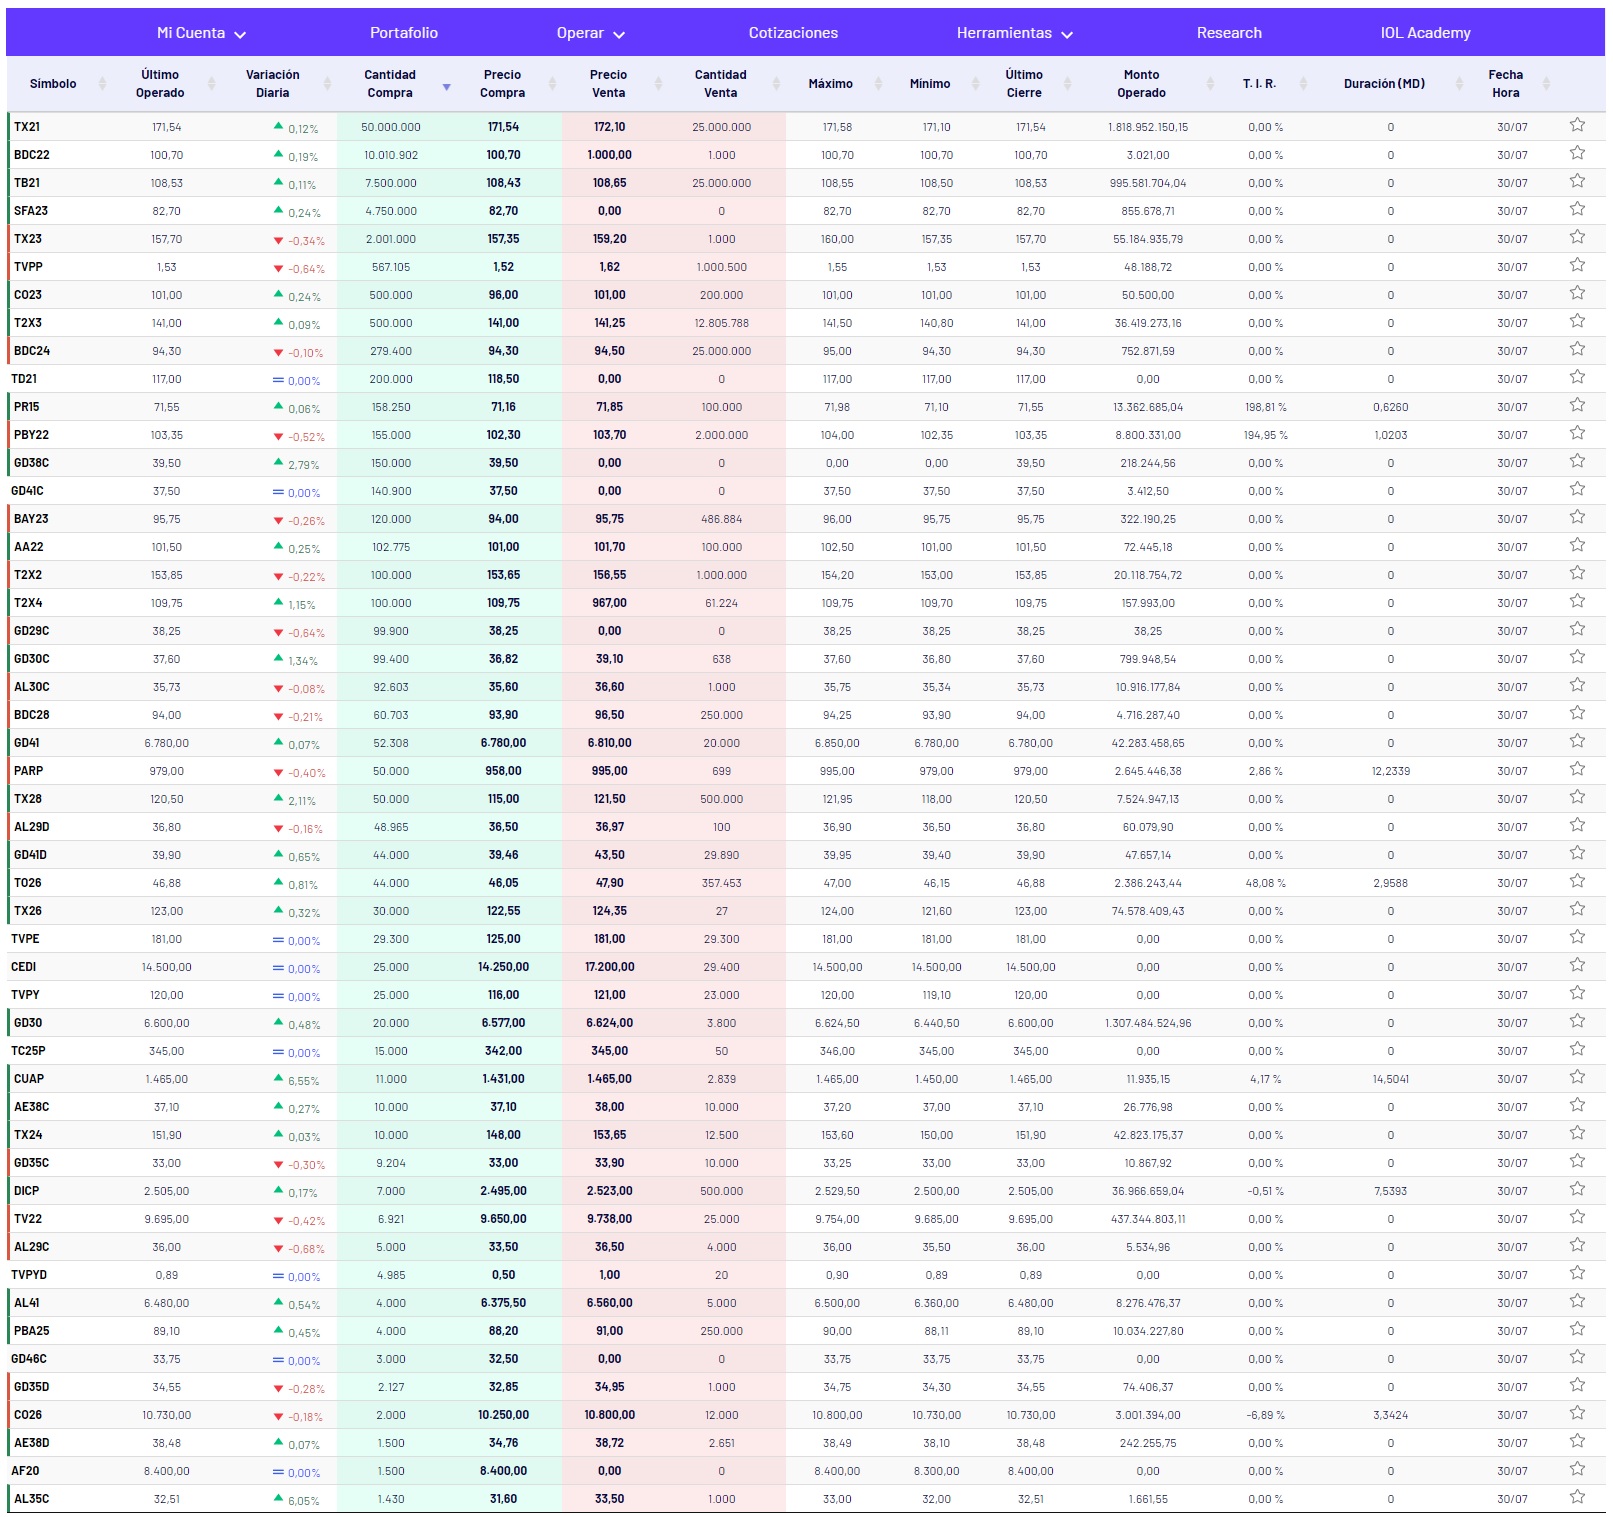 Mi Cuenta Portafolio Operar Cotizaciones Herramientas Research IOL Academy
Símbolo Último Operado Variación Diaria Cantidad Compra Precio Compra Precio Venta Cantidad Venta Máximo Mínimo Último Cierre Monto Operado T. I. R. Duración (MD) Fecha Hora
TX21 171,54 0,12% 50.000.000 171,54 172,10 25.000.000 171,58 171,10 171,54 1.818.952.150,15 0,00 % 0 30/07
BDC22 100,70 0,19% 10.010.902 100,70 1.000,00 1.000 100,70 100,70 100,70 3.021,00 0,00 % 0 30/07
TB21 108,53 0,11% 7.500.000 108,43 108,65 25.000.000 108,55 108,50 108,53 995.581.704,04 0,00 % 0 30/07
SFA23 82,70 0,24% 4.750.000 82,70 0,00 0 82,70 82,70 82,70 855.678,71 0,00 % 0 30/07
TX23 157,70 -0,34% 2.001.000 157,35 159,20 1.000 160,00 157,35 157,70 55.184.935,79 0,00 % 0 30/07
TVPP 1,53 -0,64% 567.105 1,52 1,62 1.000.500 1,55 1,53 1,53 48.188,72 0,00 % 0 30/07
CO23 101,00 0,24% 500.000 96,00 101,00 200.000 101,00 101,00 101,00 50.500,00 0,00 % 0 30/07
T2X3 141,00 0,09% 500.000 141,00 141,25 12.805.788 141,50 140,80 141,00 36.419.273,16 0,00 % 0 30/07
BDC24 94,30 -0,10% 279.400 94,30 94,50 25.000.000 95,00 94,30 94,30 752.871,59 0,00 % 0 30/07
TD21 117,00 = 0,00% 200.000 118,50 0,00 0 117,00 117,00 117,00 0,00 0,00 % 0 30/07
PR15 71,55 0,06% 158.250 71,16 71,85 100.000 71,98 71,10 71,55 13.362.685,04 198,81 % 0,6260 30/07
PBY22 103,35 -0,52% 155.000 102,30 103,70 2.000.000 104,00 102,35 103,35 8.800.331,00 194,95 % 1,0203 30/07
GD38C 39,50 2,79% 150.000 39,50 0,00 0 0,00 0,00 39,50 218.244,56 0,00 % 0 30/07
GD41C 37,50 = 0,00% 140.900 37,50 0,00 0 37,50 37,50 37,50 3.412,50 0,00 % 0 30/07
BAY23 95,75 -0,26% 120.000 94,00 95,75 486.884 96,00 95,75 95,75 322.190,25 0,00 % 0 30/07
AA22 101,50 0,25% 102.775 101,00 101,70 100.000 102,50 101,00 101,50 72.445,18 0,00 % 0 30/07
T2X2 153,85 -0,22% 100.000 153,65 156,55 1.000.000 154,20 153,00 153,85 20.118.754,72 0,00 % 0 30/07
T2X4 109,75 1,15% 100.000 109,75 967,00 61.224 109,75 109,70 109,75 157.993,00 0,00 % 0 30/07
GD29C 38,25 -0,64% 99.900 38,25 0,00 0 38,25 38,25 38,25 38,25 0,00 % 0 30/07
GD30C 37,60 1,34% 99.400 36,82 39,10 638 37,60 36,80 37,60 799.948,54 0,00 % 0 30/07
AL30C 35,73 -0,08% 92.603 35,60 36,60 1.000 35,75 35,34 35,73 10.916.177,84 0,00 % 0 30/07
BDC28 94,00 -0,21% 60.703 93,90 96,50 250.000 94,25 93,90 94,00 4.716.287,40 0,00 % 0 30/07
GD41 6.780,00 0,07% 52.308 6.780,00 6.810,00 20.000 6.850,00 6.780,00 6.780,00 42.283.458,65 0,00 % 0 30/07
PARP 979,00 -0,40% 50.000 958,00 995,00 699 995,00 979,00 979,00 2.645.446,38 2,86 % 12,2339 30/07
TX28 120,50 2,11% 50.000 115,00 121,50 500.000 121,95 118,00 120,50 7.524.947,13 0,00 % 0 30/07
AL29D 36,80 -0,16% 48.965 36,50 36,97 100 36,90 36,50 36,80 60.079,90 0,00 % 0 30/07
GD41D 39,90 0,65% 44.000 39,46 43,50 29.890 39,95 39,40 39,90 47.657,14 0,00 % 0 30/07
TO26 46,88 0,81% 44.000 46,05 47,90 357.453 47,00 46,15 46,88 2.386.243,44 48,08 % 2,9588 30/07
TX26 123,00 0,32% 30.000 122,55 124,35 27 124,00 121,60 123,00 74.578.409,43 0,00 % 0 30/07
TVPE 181,00 = 0,00% 29.300 125,00 181,00 29.300 181,00 181,00 181,00 0,00 0,00 % 0 30/07
CEDI 14.500,00 = 0,00% 25.000 14.250,00 17.200,00 29.400 14.500,00 14.500,00 14.500,00 0,00 0,00 % 0 30/07
TVPY 120,00 = 0,00% 25.000 116,00 121,00 23.000 120,00 119,10 120,00 0,00 0,00 % 0 30/07
GD30 6.600,00 0,48% 20.000 6.577,00 6.624,00 3.800 6.624,50 6.440,50 6.600,00 1.307.484.524,96 0,00 % 0 30/07
TC25P 345,00 = 0,00% 15.000 342,00 345,00 50 346,00 345,00 345,00 0,00 0,00 % 0 30/07
CUAP 1.465,00 6,55% 11.000 1.431,00 1.465,00 2.839 1.465,00 1.450,00 1.465,00 11.935,15 4,17 % 14,5041 30/07
AE38C 37,10 0,27% 10.000 37,10 38,00 10.000 37,20 37,00 37,10 26.776,98 0,00 % 0 30/07
TX24 151,90 0,03% 10.000 148,00 153,65 12.500 153,60 150,00 151,90 42.823.175,37 0,00 % 0 30/07
GD35C 33,00 -0,30% 9.204 33,00 33,90 10.000 33,25 33,00 33,00 10.867,92 0,00 % 0 30/07
DICP 2.505,00 0,17% 7.000 2.495,00 2.523,00 500.000 2.529,50 2.500,00 2.505,00 36.966.659,04 -0,51 % 7,5393 30/07
TV22 9.695,00 -0,42% 6.921 9.650,00 9.738,00 25.000 9.754,00 9.685,00 9.695,00 437.344.803,11 0,00 % 0 30/07
AL29C 36,00 -0,68% 5.000 33,50 36,50 4.000 36,00 35,50 36,00 5.534,96 0,00 % 0 30/07
TVPYD 0,89 = 0,00% 4.985 0,50 1,00 20 0,90 0,89 0,89 0,00 0,00 % 0 30/07
AL41 6.480,00 0,54% 4.000 6.375,50 6.560,00 5.000 6.500,00 6.360,00 6.480,00 8.276.476,37 0,00 % 0 30/07
PBA25 89,10 0,45% 4.000 88,20 91,00 250.000 90,00 88,11 89,10 10.034.227,80 0,00 % 0 30/07
GD46C 33,75 = 0,00% 3.000 32,50 0,00 0 33,75 33,75 33,75 0,00 0,00 % 0 30/07
GD35D 34,55 -0,28% 2.127 32,85 34,95 1.000 34,75 34,30 34,55 74.406,37 0,00 % 0 30/07
CO26 10.730,00 -0,18% 2.000 10.250,00 10.800,00 12.000 10.800,00 10.730,00 10.730,00 3.001.394,00 -6,89 % 3,3424 30/07
AE38D 38,48 0,07% 1.500 34,76 38,72 2.651 38,49 38,10 38,48 242.255,75 0,00 % 0 30/07
AF20 8.400,00 = 0,00% 1.500 8.400,00 0,00 0 8.400,00 8.300,00 8.400,00 0,00 0,00 % 0 30/07
AL35C 32,51 6,05% 1.430 31,60 33,50 1.000 33,00 32,00 32,51 1.661,55 0,00 % 0 30/07